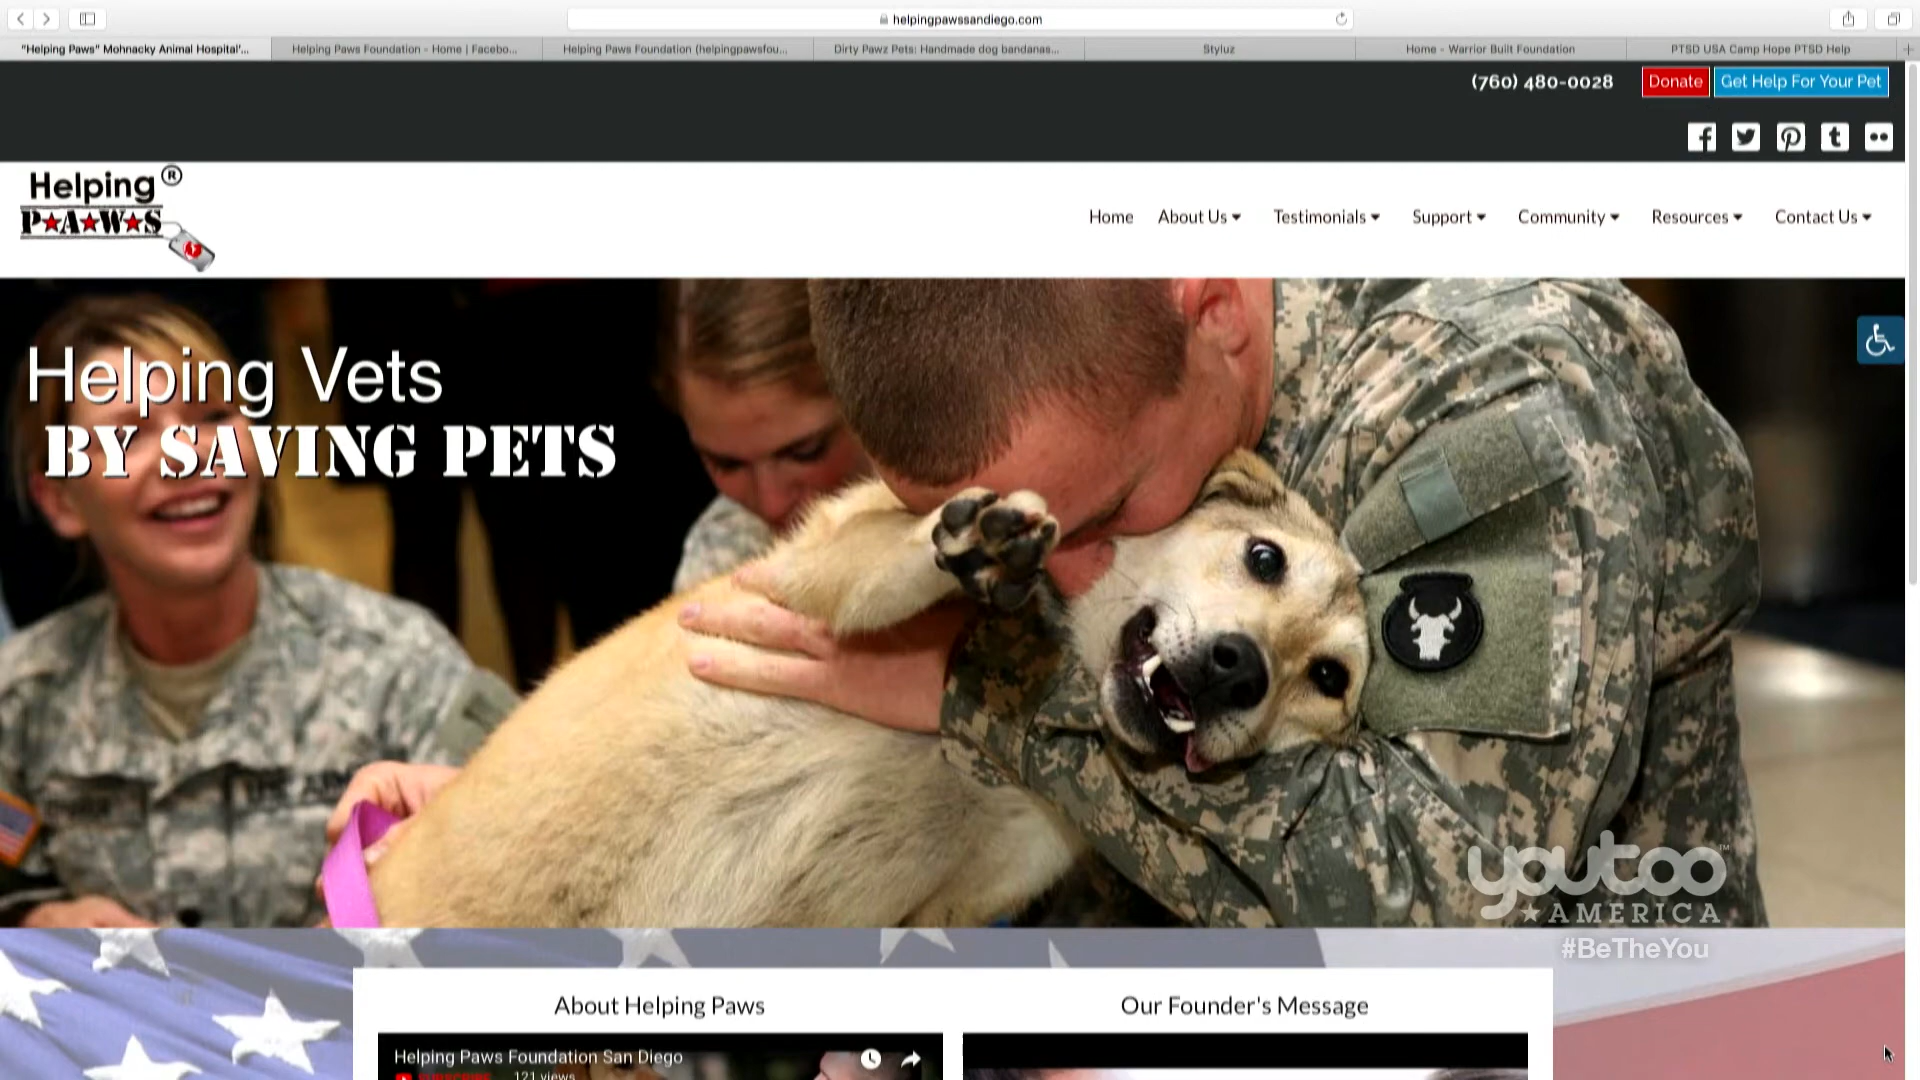 helpingpawssandiego.com
"Helping Paws" Mohnacky Animal Hospital'...
Helping Paws Foundation - Home | Facebo...
Helping Paws Foundation (helpingpawsfou...
Dirty Pawz Pets: Handmade dog bandanas...
Styluz
Home - Warrior Built Foundation
PTSD USA Camp Hope PTSD Help
(760) 480-0028
Donate
Get Help For Your Pet
Helping ®
P★A★W★S
Home
About Us
Testimonials
Support
Community
Resources
Contact Us
Helping Vets
BY SAVING PETS
youtoo™
★AMERICA
#BeTheYou
About Helping Paws
Our Founder's Message
Helping Paws Foundation San Diego
SUBSCRIBE 121 views